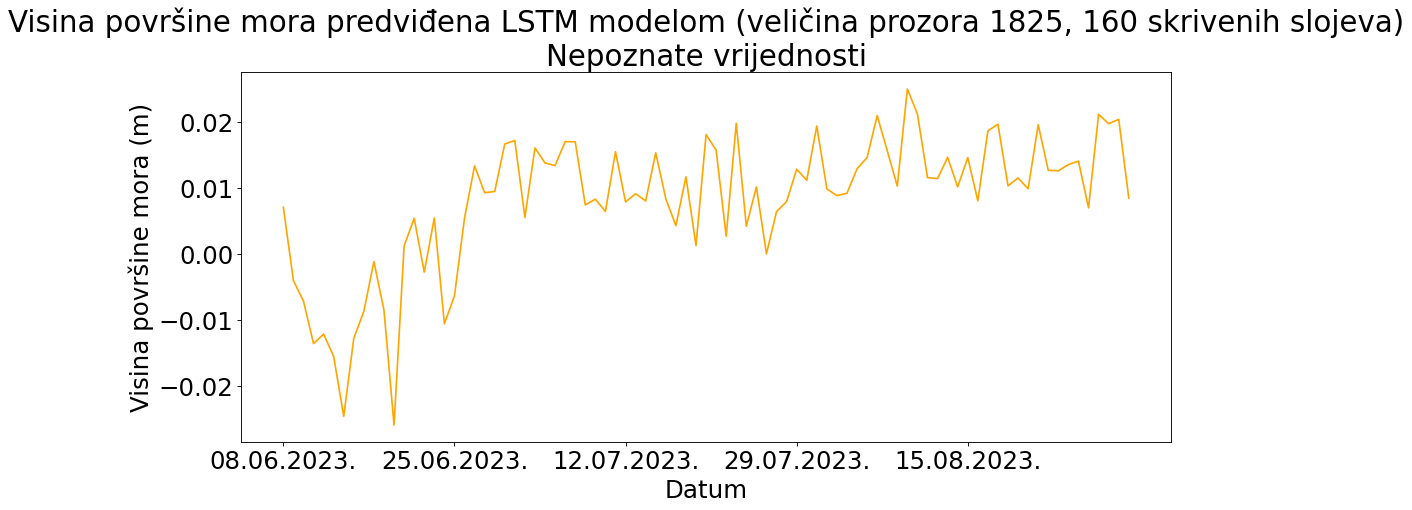 Visina površine mora predviđena LSTM modelom (veličina prozora 1825, 160 skrivenih slojeva)
Nepoznate vrijednosti
Visina površine mora (m)
0.02
0.01
0.00
−0.01
−0.02
08.06.2023. 25.06.2023. 12.07.2023. 29.07.2023. 15.08.2023.
Datum